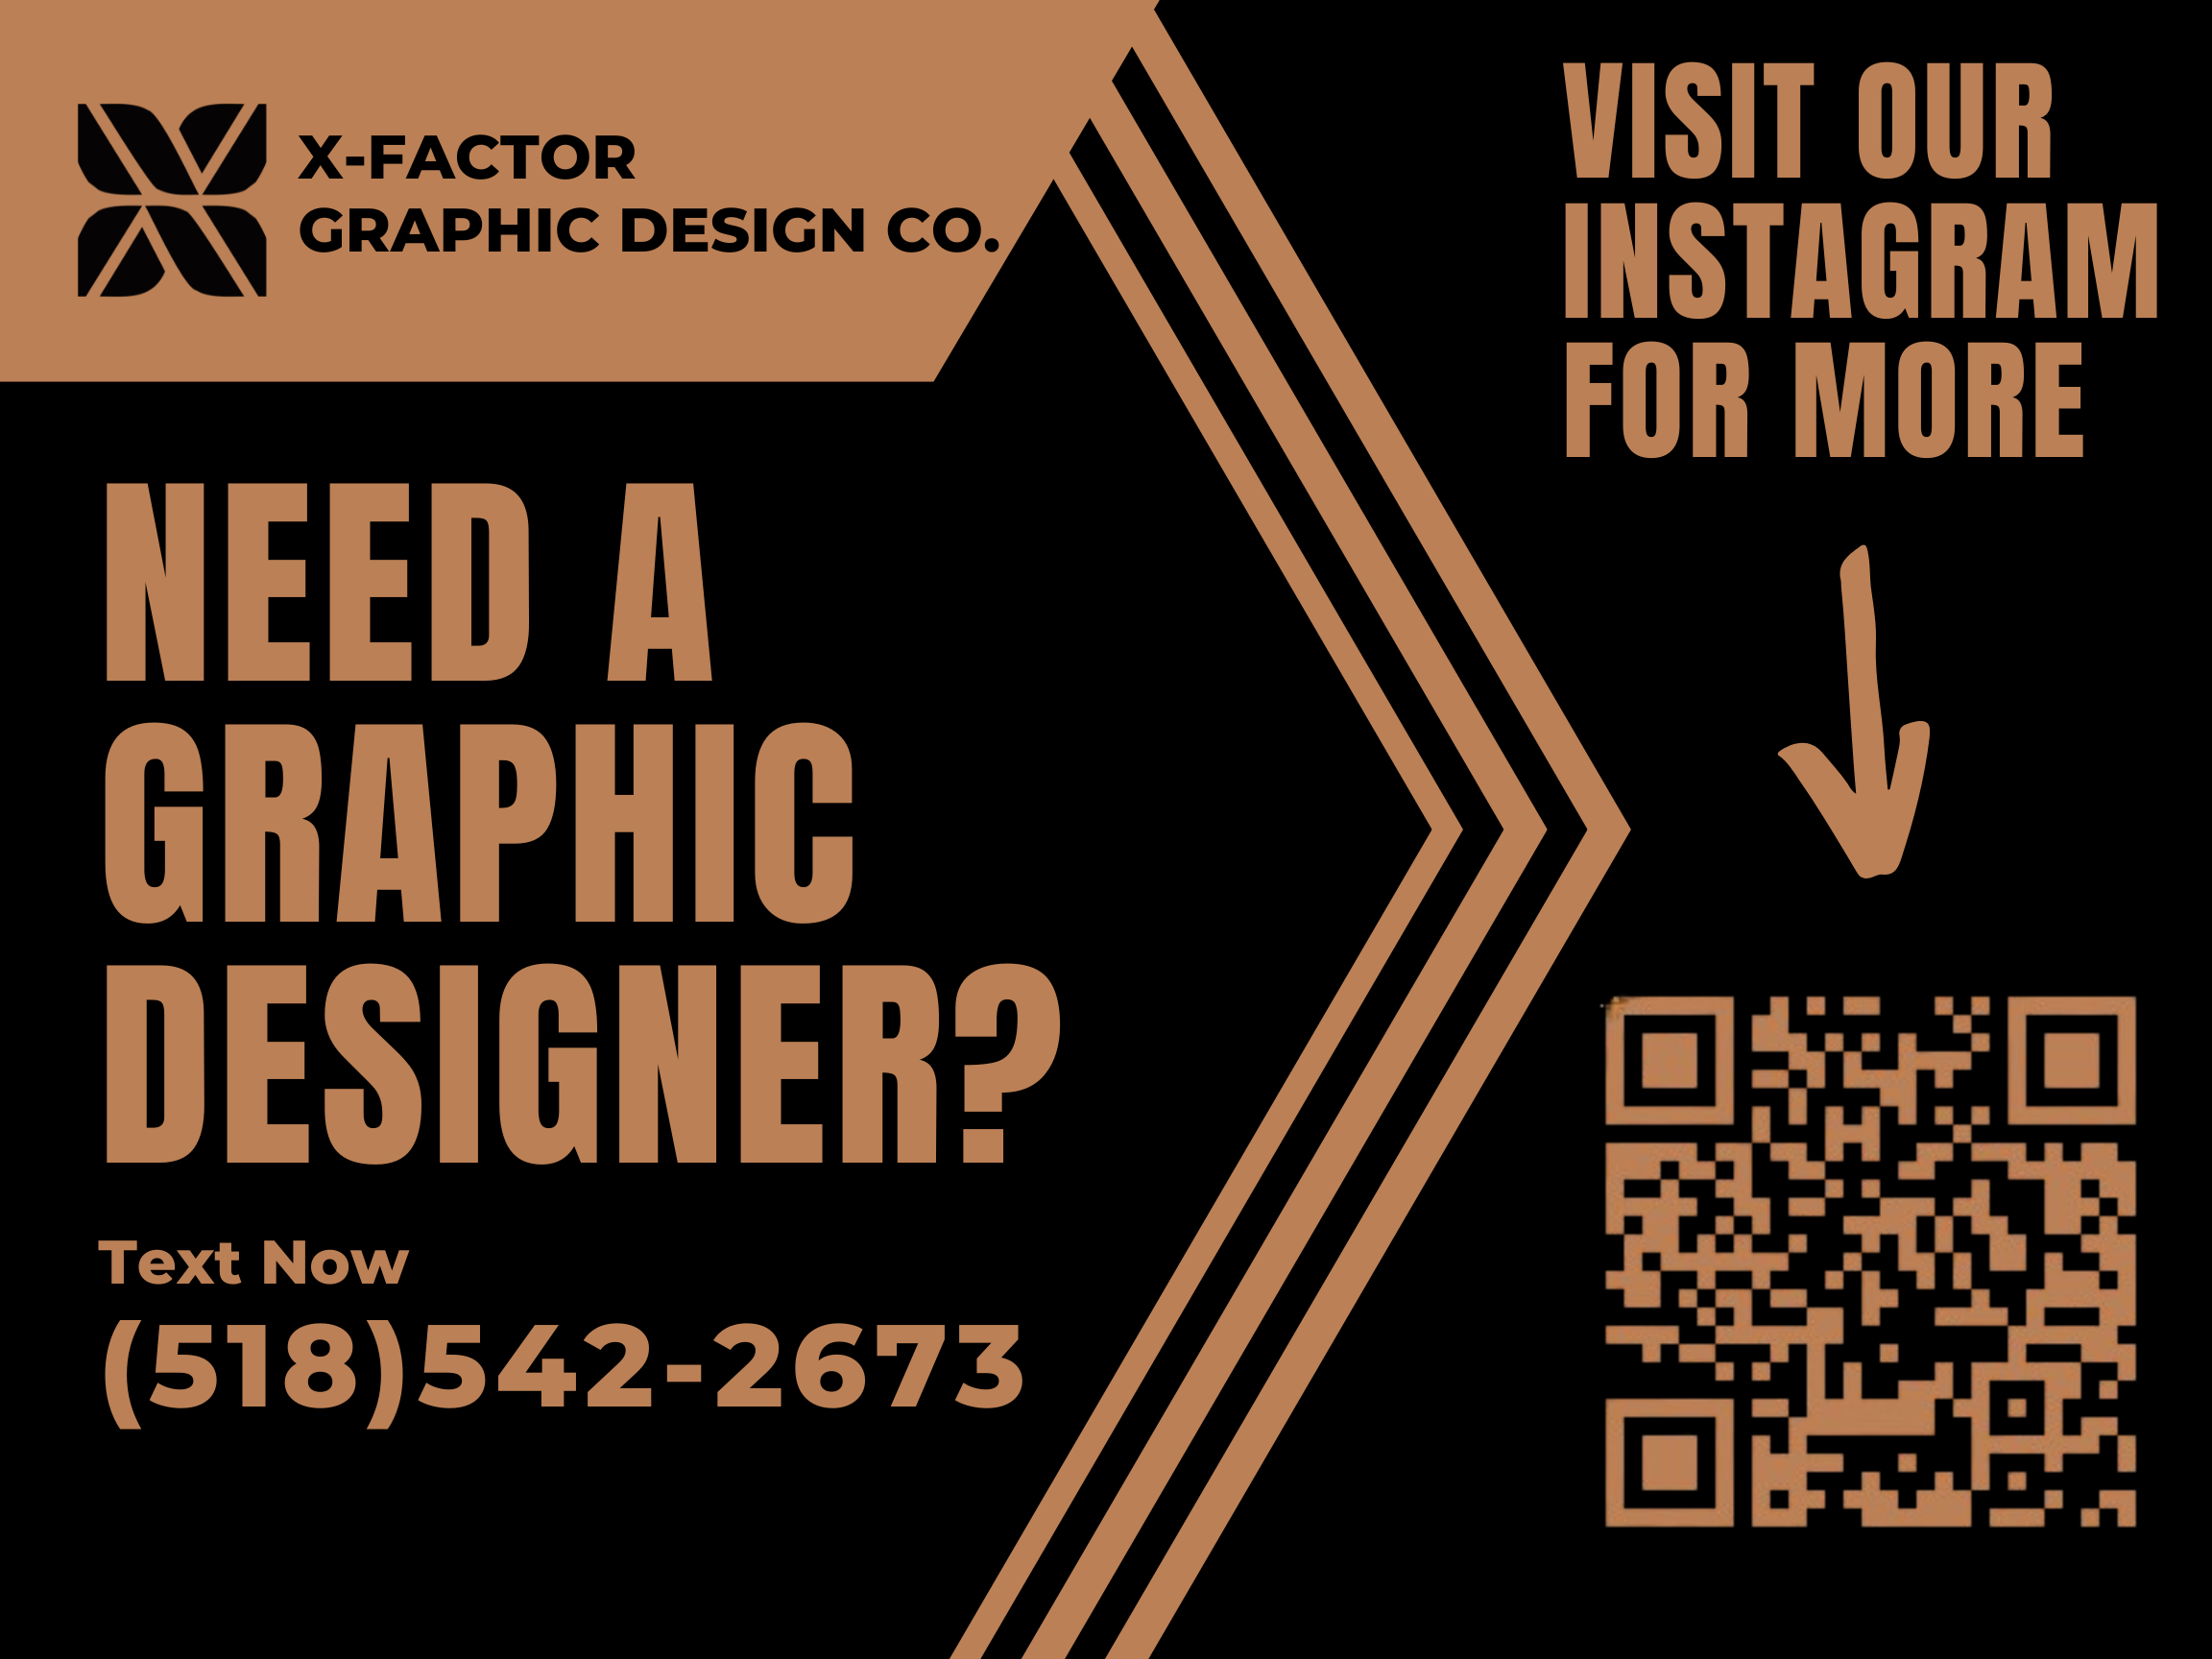 X-FACTOR
GRAPHIC DESIGN CO.
NEED A
GRAPHIC
DESIGNER?
Text Now
(518)542-2673
VISIT OUR
INSTAGRAM
FOR MORE